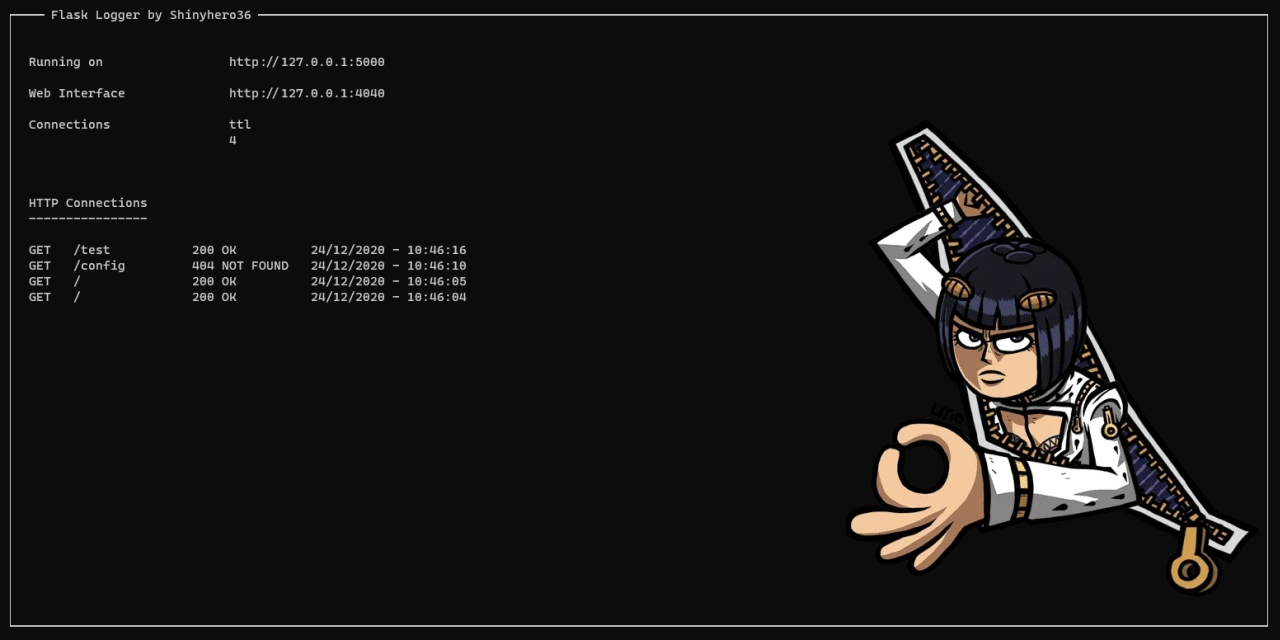 Flask Logger by Shinyhero36
Running on http://127.0.0.1:5000
Web Interface http://127.0.0.1:4040
Connections ttl
4
HTTP Connections
----------------
GET /test 200 OK 24/12/2020 - 10:46:16
GET /config 404 NOT FOUND 24/12/2020 - 10:46:10
GET / 200 OK 24/12/2020 - 10:46:05
GET / 200 OK 24/12/2020 - 10:46:04